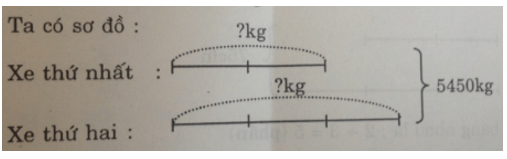 Ta có sơ đồ :
?kg
Xe thứ nhất :
?kg
5450kg
Xe thứ hai :